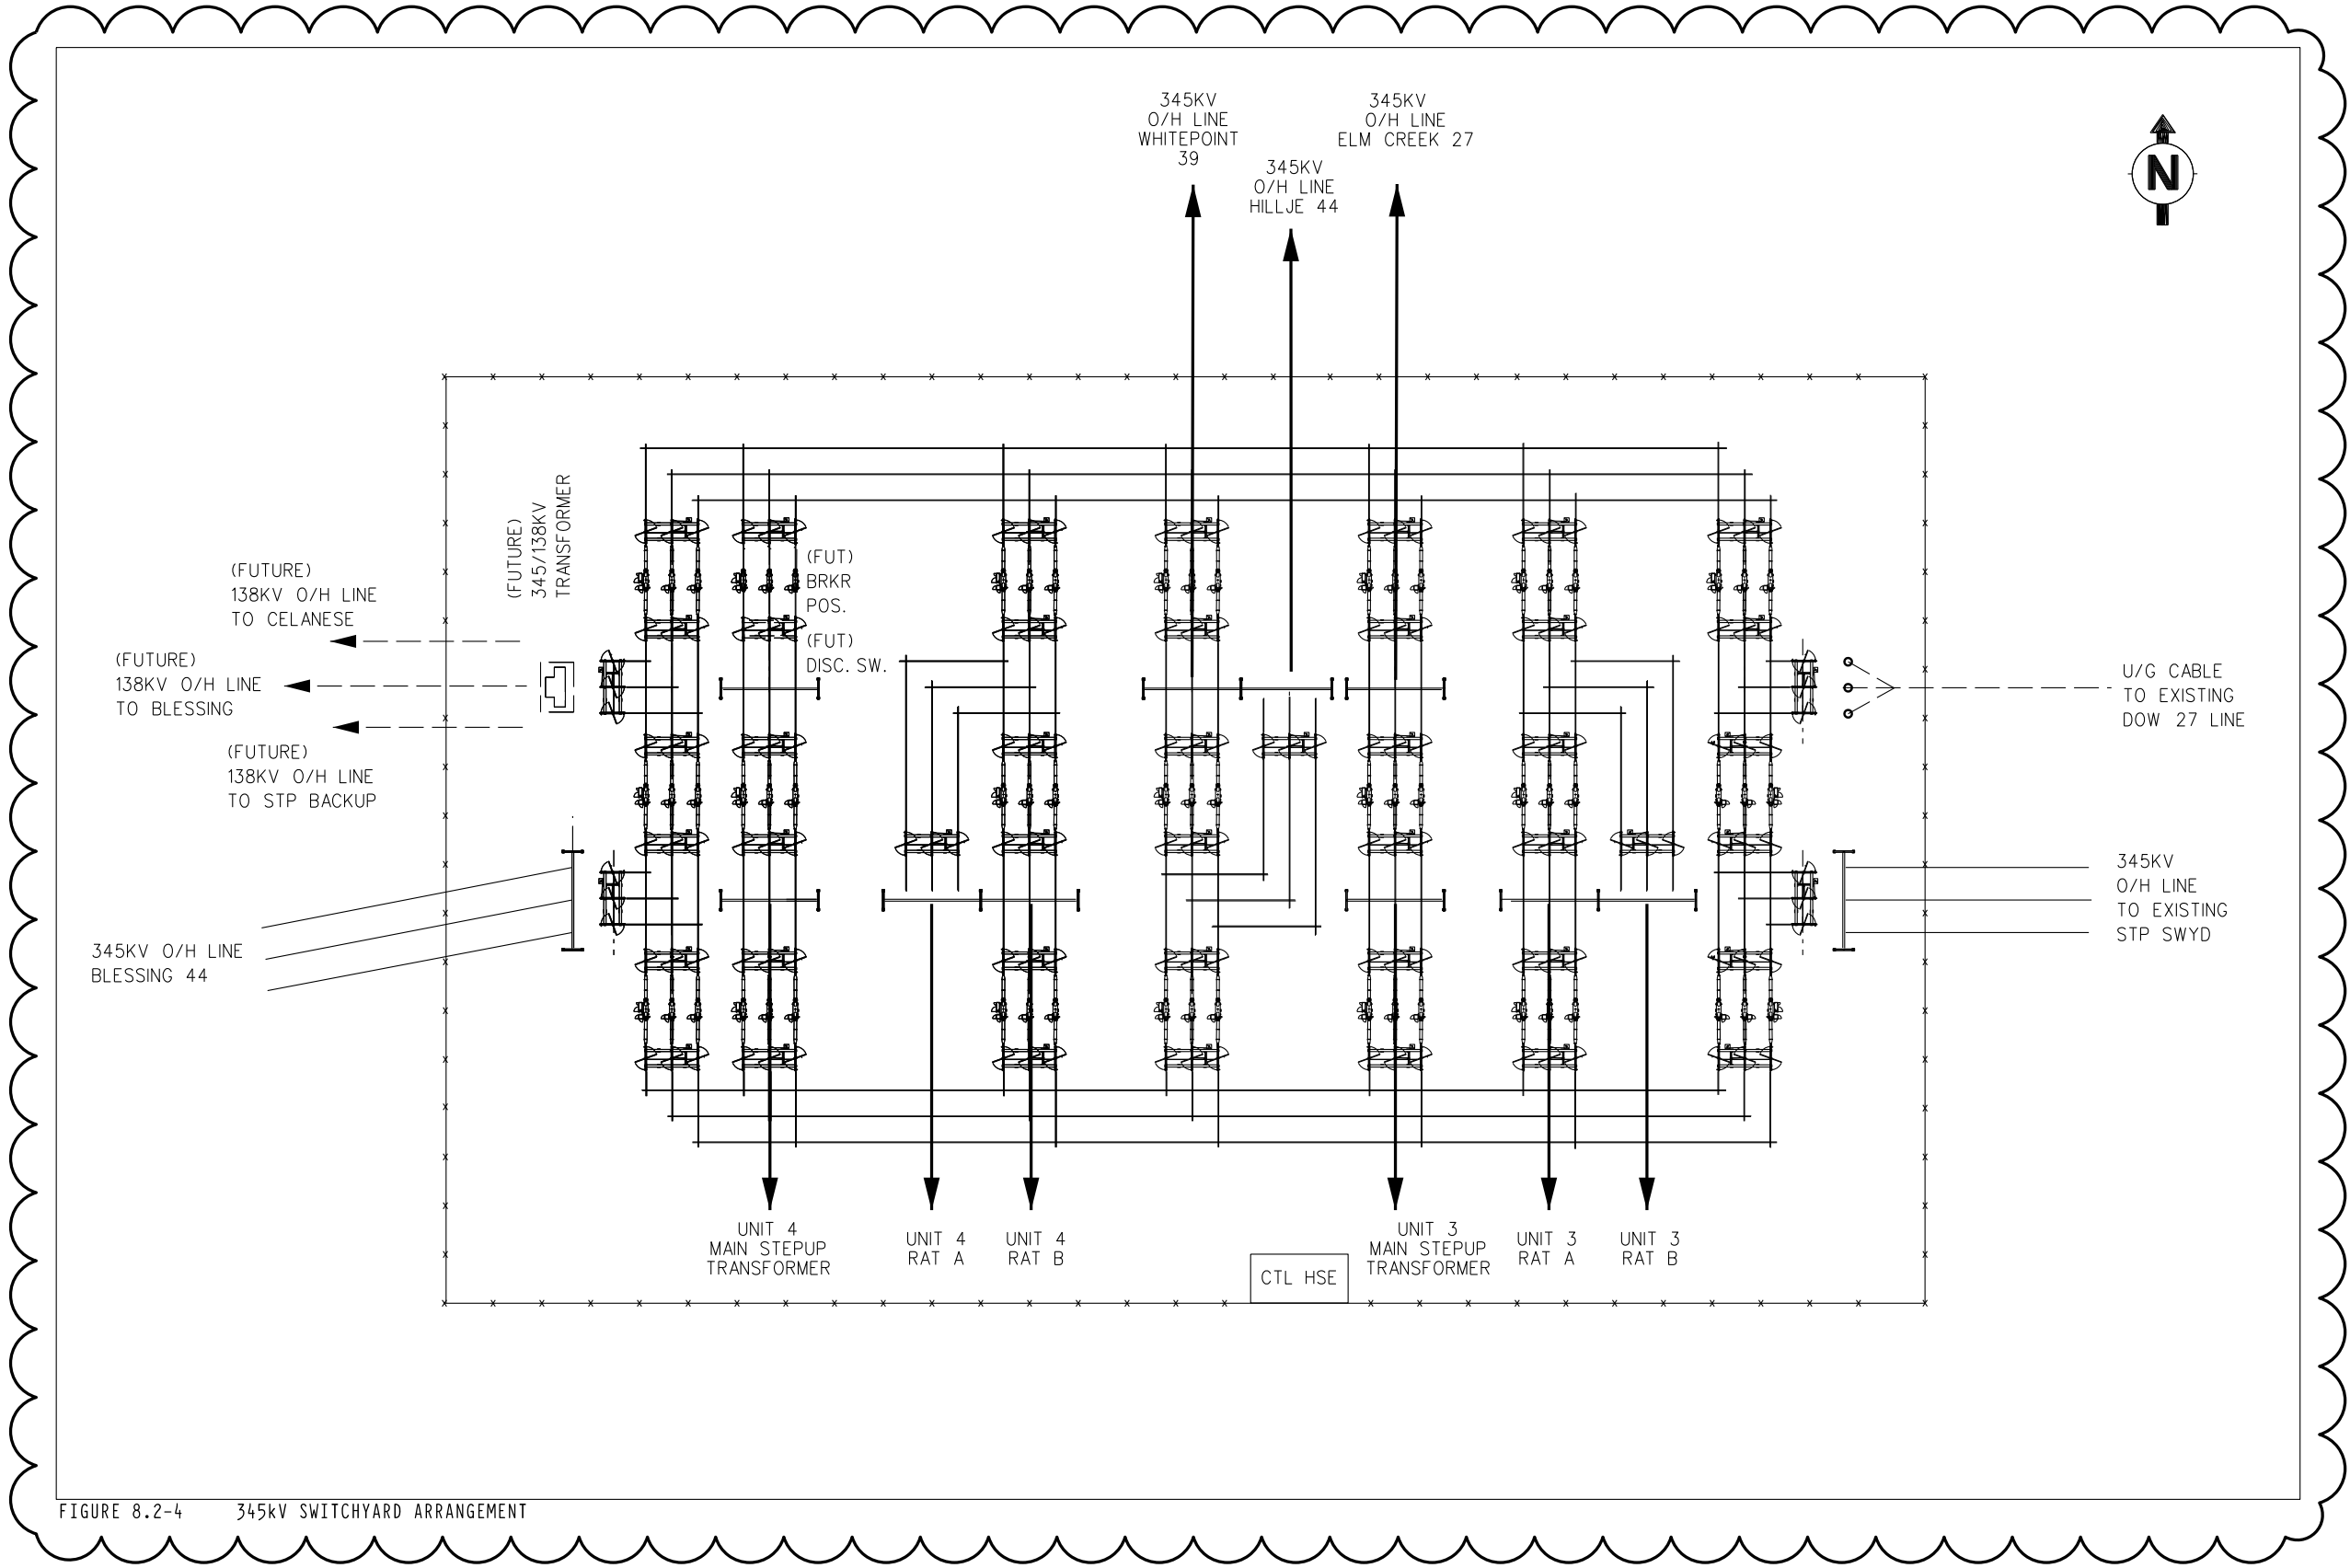 345KV
O/H LINE
WHITEPOINT
39
345KV
O/H LINE
HILLJE 44
345KV
O/H LINE
ELM CREEK 27
N
(FUTURE)
345/138KV
TRANSFORMER
(FUT)
BRKR
POS.
(FUT)
DISC. SW.
(FUTURE)
138KV O/H LINE
TO CELANESE
(FUTURE)
138KV O/H LINE
TO BLESSING
(FUTURE)
138KV O/H LINE
TO STP BACKUP
U/G CABLE
TO EXISTING
DOW 27 LINE
345KV
O/H LINE
TO EXISTING
STP SWYD
345KV O/H LINE
BLESSING 44
UNIT 4
MAIN STEPUP
TRANSFORMER
UNIT 4
RAT A
UNIT 4
RAT B
UNIT 3
MAIN STEPUP
TRANSFORMER
UNIT 3
RAT A
UNIT 3
RAT B
CTL HSE
FIGURE 8.2-4 345kV SWITCHYARD ARRANGEMENT